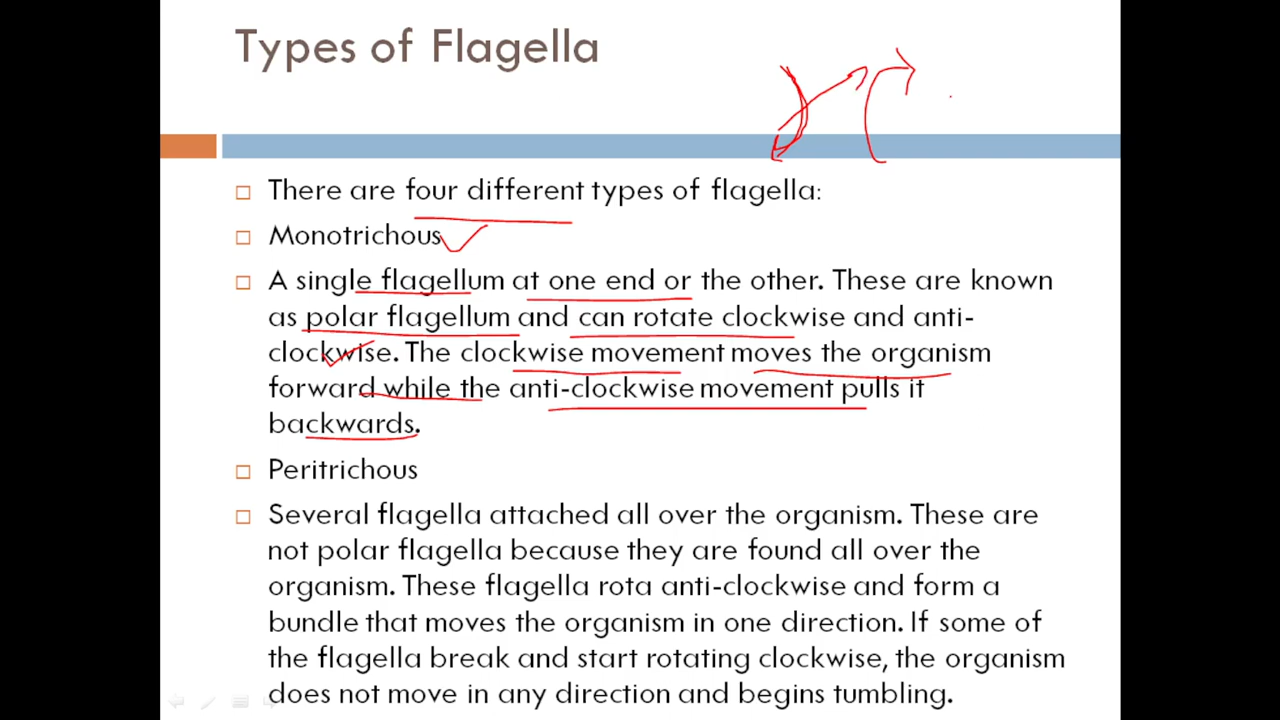 Types of Flagella
There are four different types of flagella:
Monotrichous
A single flagellum at one end or the other. These are known
as polar flagellum and can rotate clockwise and anti-
clockwise. The clockwise movement moves the organism
forward while the anti-clockwise movement pulls it
backwards.
Peritrichous
Several flagella attached all over the organism. These are
not polar flagella because they are found all over the
organism. These flagella rota anti-clockwise and form a
bundle that moves the organism in one direction. If some of
the flagella break and start rotating clockwise, the organism
does not move in any direction and begins tumbling.